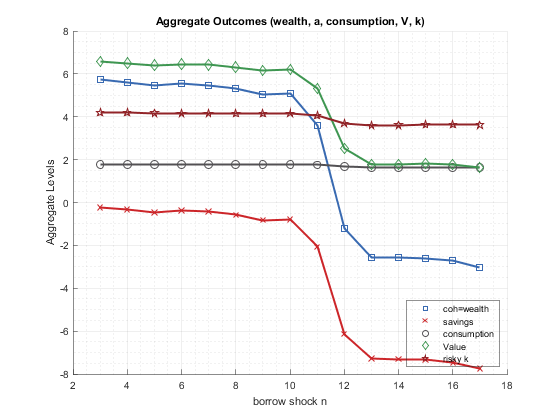 Aggregate Outcomes (wealth, a, consumption, V, k)
8
6
4
2
0
-2
-4
-6
-8
Aggregate Levels
coh=wealth
savings
consumption
Value
risky k
2
4
6
8
10
12
14
16
18
borrow shock n